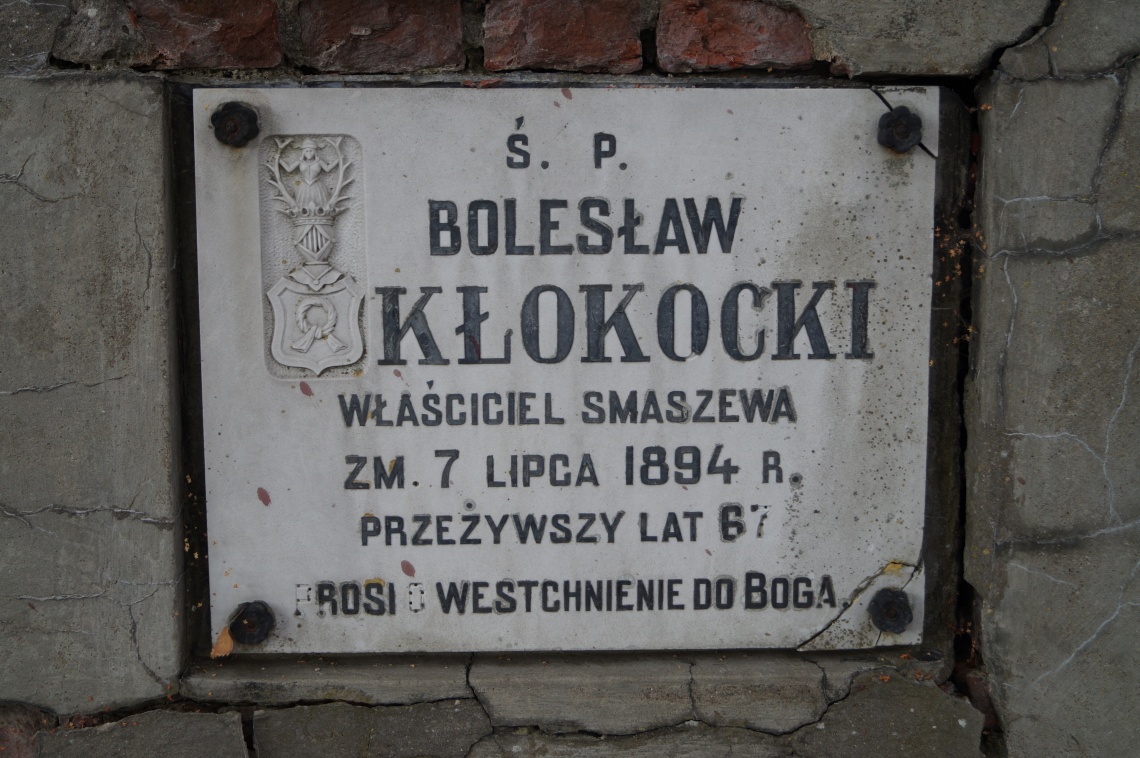 Ś. P.
BOLESŁAW
KŁOKOCKI
WŁAŚCICIEL SMASZEWA
ZM. 7 LIPCA 1894 R.
PRZEŻYWSZY LAT 67
PROSI O WESTCHNIENIE DO BOGA.